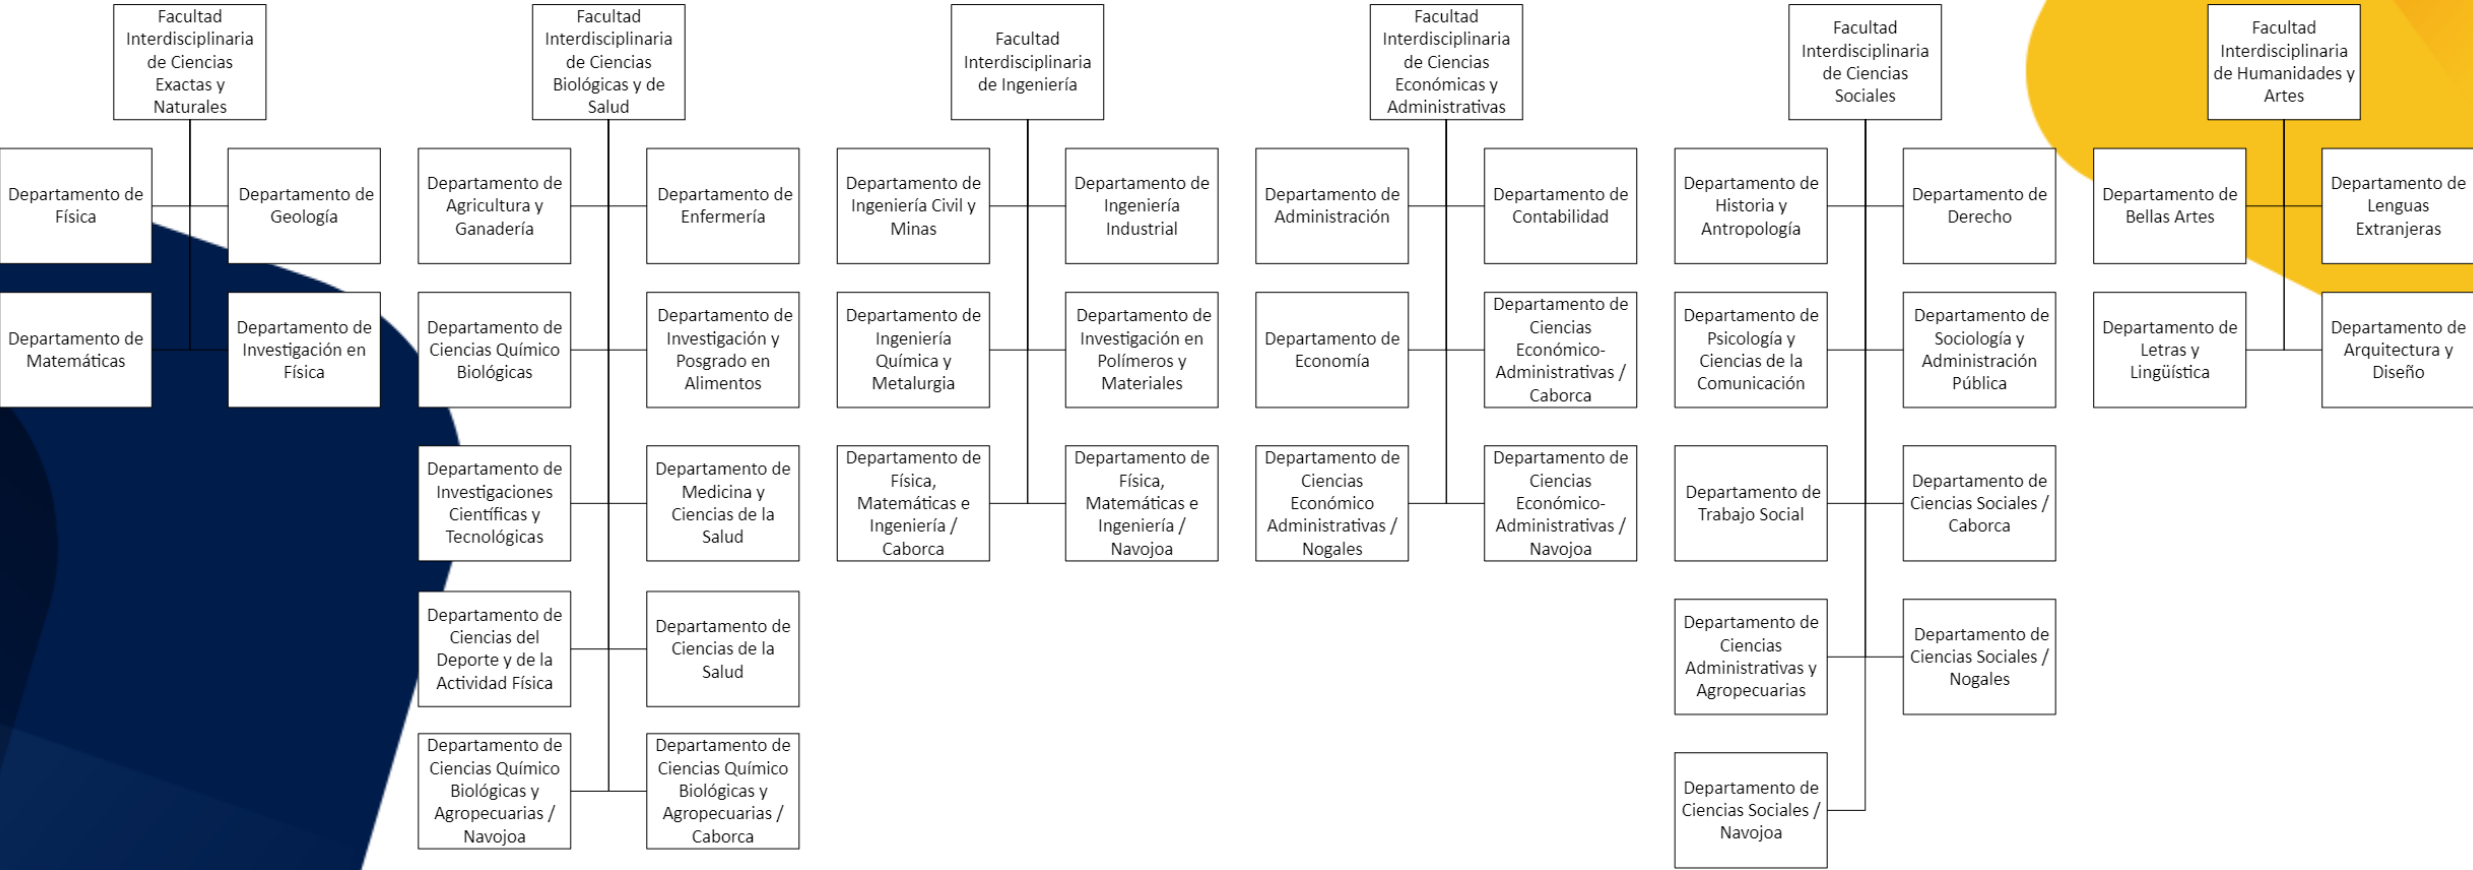 Facultad
Interdisciplinaria
de Ciencias
Exactas y
Naturales
Departamento de
Física
Departamento de
Geología
Departamento de
Matemáticas
Departamento de
Investigación en
Física
Facultad
Interdisciplinaria
de Ciencias
Biológicas y de
Salud
Departamento de
Agricultura y
Ganadería
Departamento de
Enfermería
Departamento de
Ciencias Químico
Biológicas
Departamento de
Investigación y
Posgrado en
Alimentos
Departamento de
Investigaciones
Científicas y
Tecnológicas
Departamento de
Medicina y
Ciencias de la
Salud
Departamento de
Ciencias del
Deporte y de la
Actividad Física
Departamento de
Ciencias de la
Salud
Departamento de
Ciencias Químico
Biológicas y
Agropecuarias /
Navojoa
Departamento de
Ciencias Químico
Biológicas y
Agropecuarias /
Caborca
Facultad
Interdisciplinaria
de Ingeniería
Departamento de
Ingeniería Civil y
Minas
Departamento de
Ingeniería
Industrial
Departamento de
Ingeniería
Química y
Metalurgia
Departamento de
Investigación en
Polímeros y
Materiales
Departamento de
Física,
Matemáticas e
Ingeniería /
Caborca
Departamento de
Física,
Matemáticas e
Ingeniería /
Navojoa
Facultad
Interdisciplinaria
de Ciencias
Económicas y
Administrativas
Departamento de
Administración
Departamento de
Contabilidad
Departamento de
Economía
Departamento de
Ciencias
Económico-
Administrativas /
Caborca
Departamento de
Ciencias
Económico
Administrativas /
Nogales
Departamento de
Ciencias
Económico-
Administrativas /
Navojoa
Facultad
Interdisciplinaria
de Ciencias
Sociales
Departamento de
Historia y
Antropología
Departamento de
Derecho
Departamento de
Psicología y
Ciencias de la
Comunicación
Departamento de
Sociología y
Administración
Pública
Departamento de
Trabajo Social
Departamento de
Ciencias Sociales /
Caborca
Departamento de
Ciencias
Administrativas y
Agropecuarias
Departamento de
Ciencias Sociales /
Nogales
Departamento de
Ciencias Sociales /
Navojoa
Facultad
Interdisciplinaria
de Humanidades y
Artes
Departamento de
Bellas Artes
Departamento de
Lenguas
Extranjeras
Departamento de
Letras y
Lingüística
Departamento de
Arquitectura y
Diseño